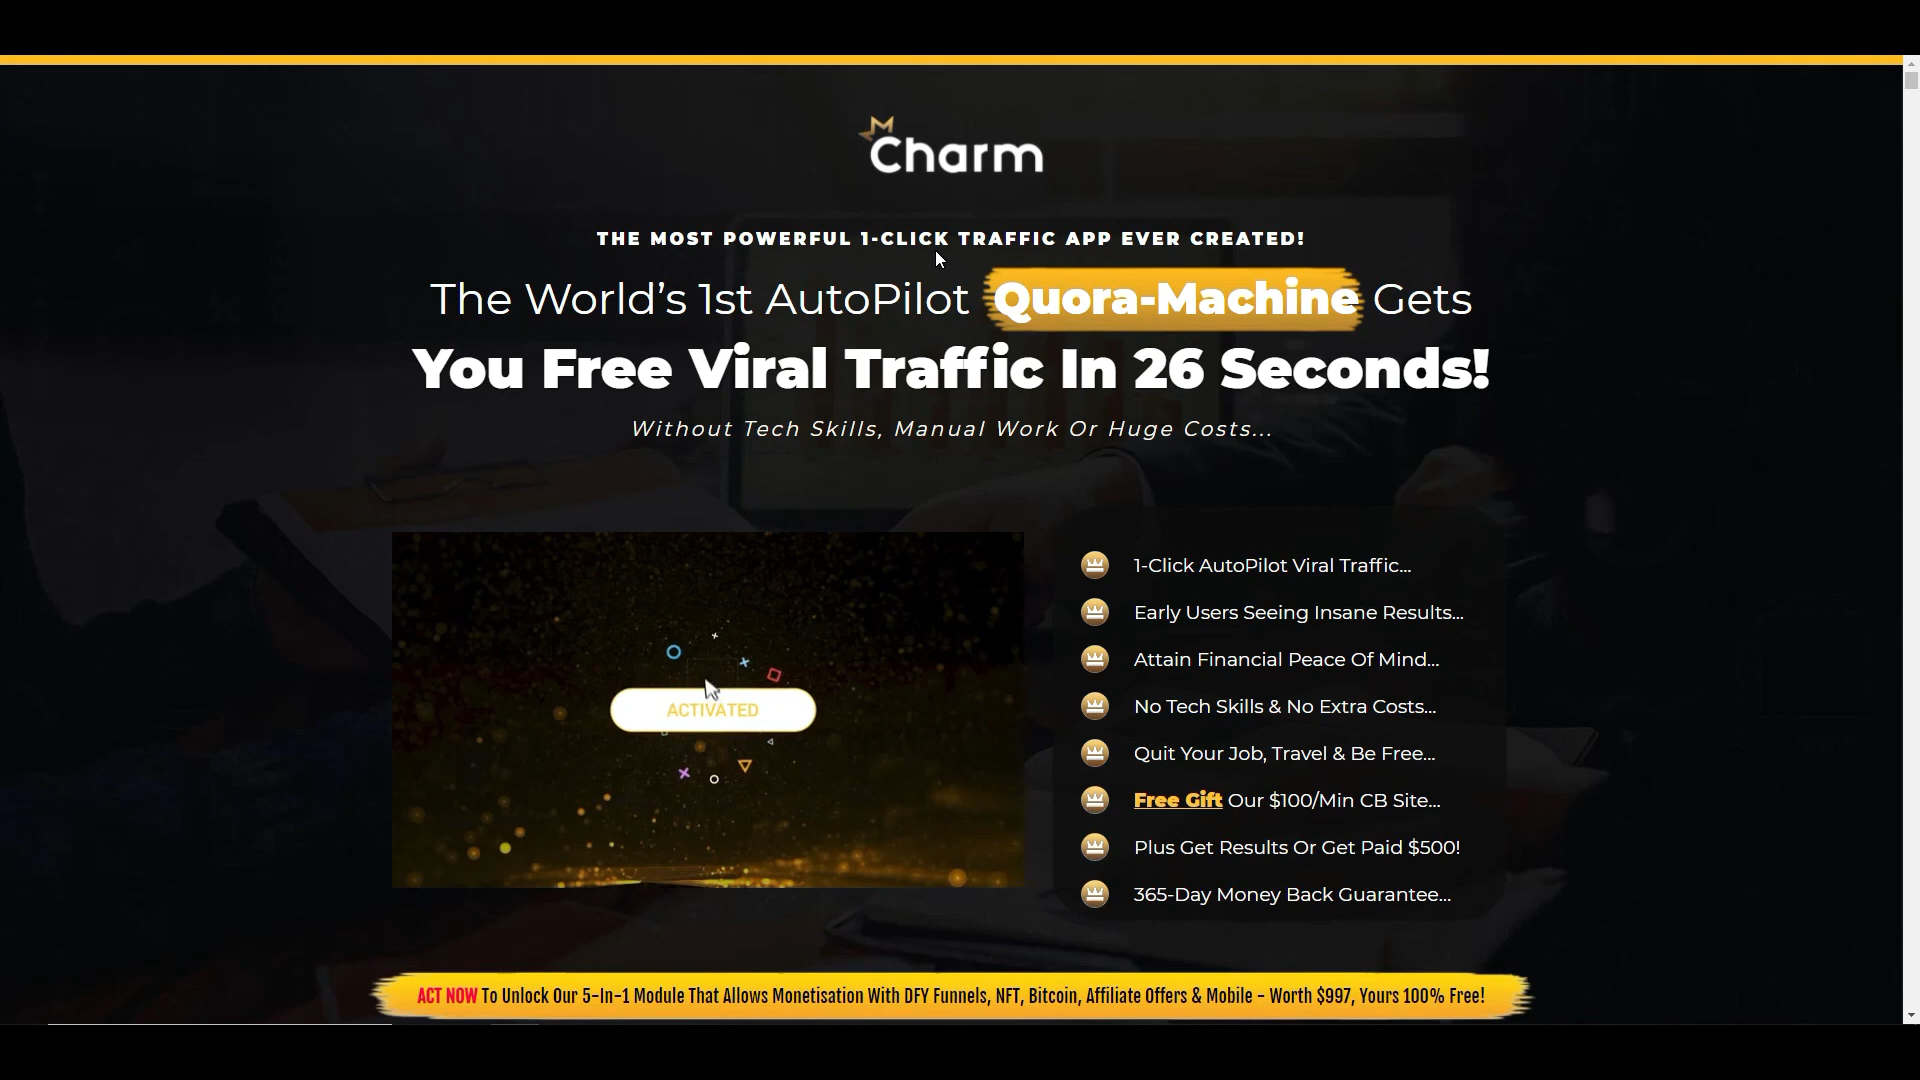 Charm
THE MOST POWERFUL 1-CLICK TRAFFIC APP EVER CREATED!
The World’s 1st AutoPilot Quora-Machine Gets
You Free Viral Traffic In 26 Seconds!
Without Tech Skills, Manual Work Or Huge Costs...
ACTIVATED
1-Click AutoPilot Viral Traffic...
Early Users Seeing Insane Results...
Attain Financial Peace Of Mind...
No Tech Skills & No Extra Costs...
Quit Your Job, Travel & Be Free...
Free Gift Our $100/Min CB Site...
Plus Get Results Or Get Paid $500!
365-Day Money Back Guarantee...
ACT NOW To Unlock Our 5-In-1 Module That Allows Monetisation With DFY Funnels, NFT, Bitcoin, Affiliate Offers & Mobile - Worth $997, Yours 100% Free!